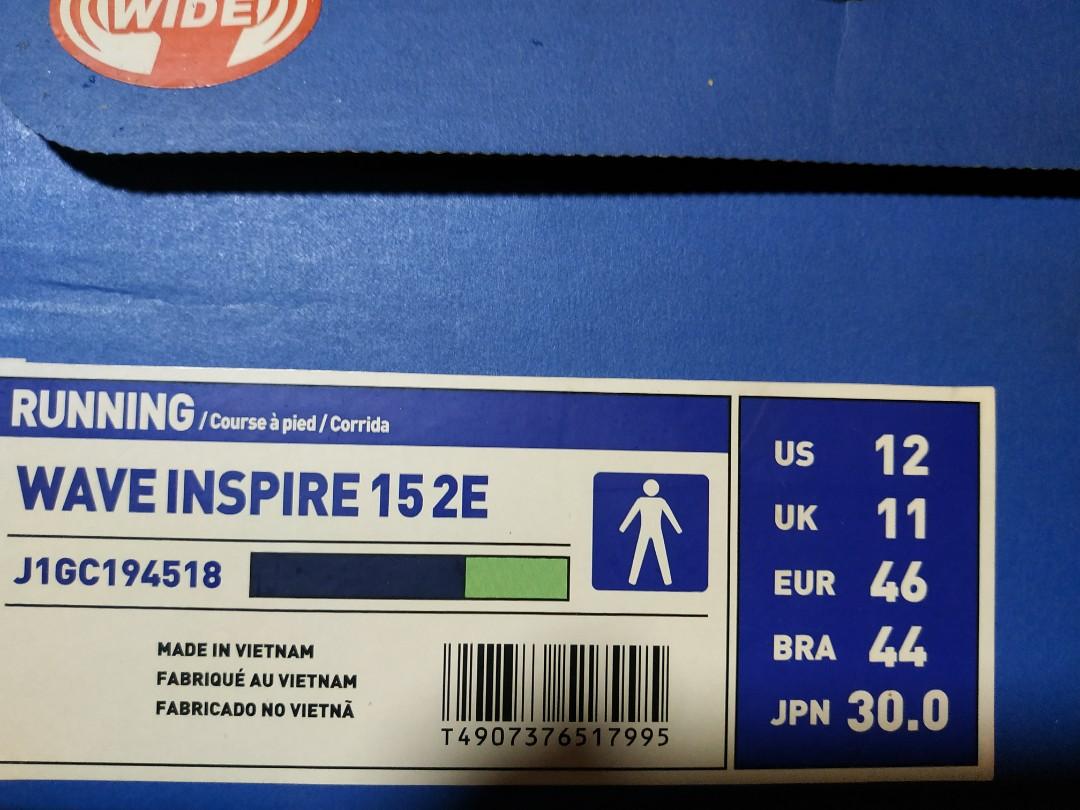 WIDE
RUNNING / Course à pied / Corrida
WAVE INSPIRE 15 2E
J1GC194518
MADE IN VIETNAM
FABRIQUÉ AU VIETNAM
FABRICADO NO VIETNÃ
T4907376517995
US 12
UK 11
EUR 46
BRA 44
JPN 30.0